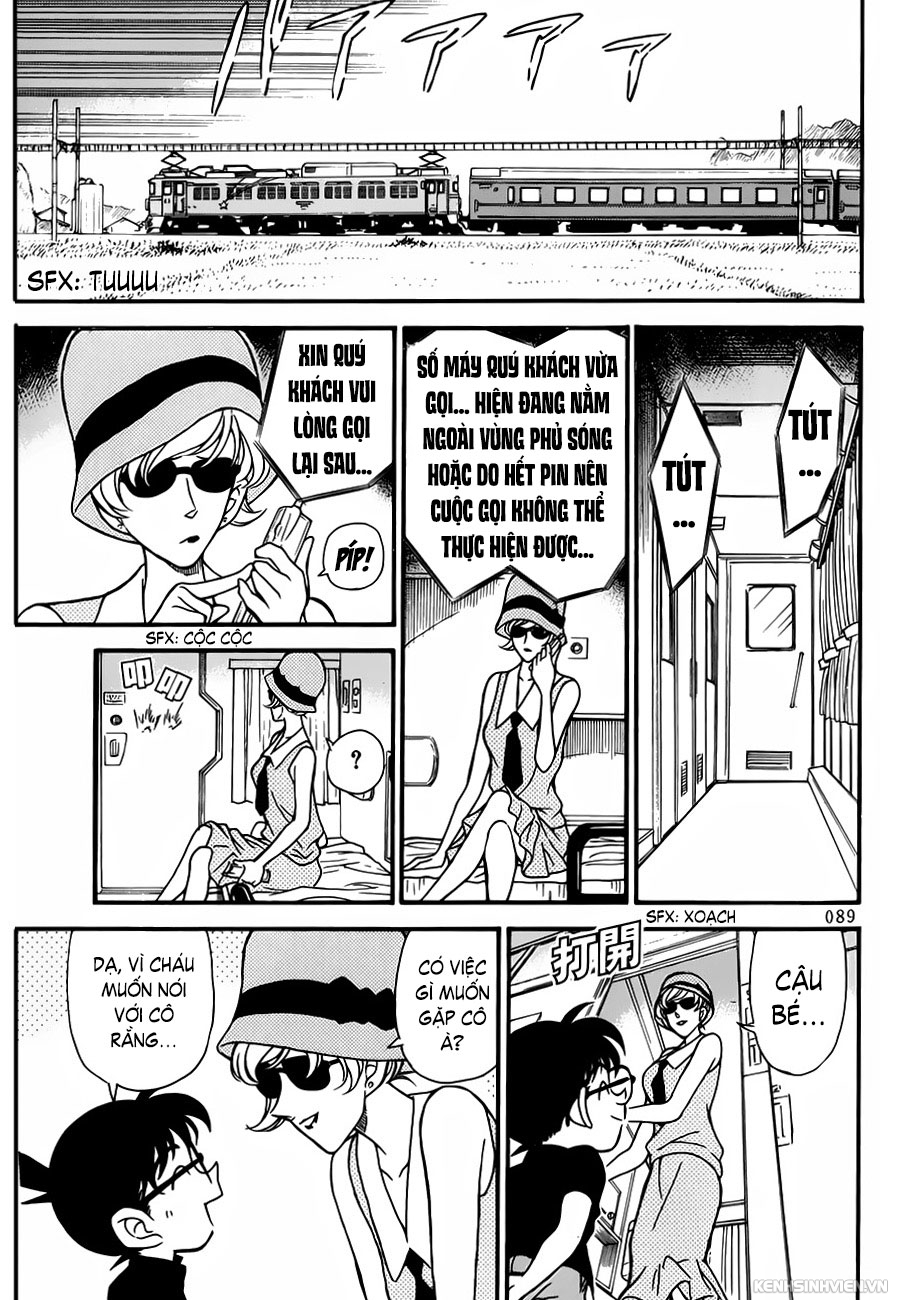 SFX: TUUUU
TÚT
...
TÚT
...
SỐ MÁY QUÝ KHÁCH VỪA
GỌI... HIỆN ĐANG NẰM
NGOÀI VÙNG PHỦ SÓNG
HOẶC DO HẾT PIN NÊN
CUỘC GỌI KHÔNG THỂ
THỰC HIỆN ĐƯỢC...
XIN QUÝ
KHÁCH VUI
LÒNG GỌI
LẠI SAU...
PÍP!
SFX: CỘC CỘC
叩叩
?
SFX: XOẠCH
089
打開
CẬU
BÉ...
CÓ VIỆC
GÌ MUỐN
GẶP CÔ
À?
DẠ, VÌ CHÁU
MUỐN NÓI
VỚI CÔ
RẰNG...
KENHSINHVIEN.VN